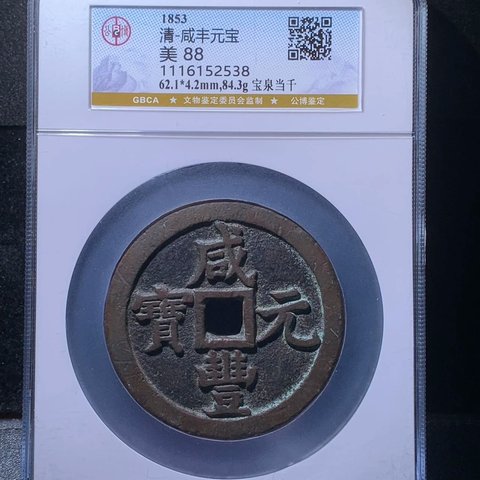 1853
清-咸丰元宝
美 88
1116152538
62.1*4.2mm,84.3g 宝泉当千
GBCA ★ 文物鉴定委员会监制 ★ 公博鉴定
咸
寶 元
豐